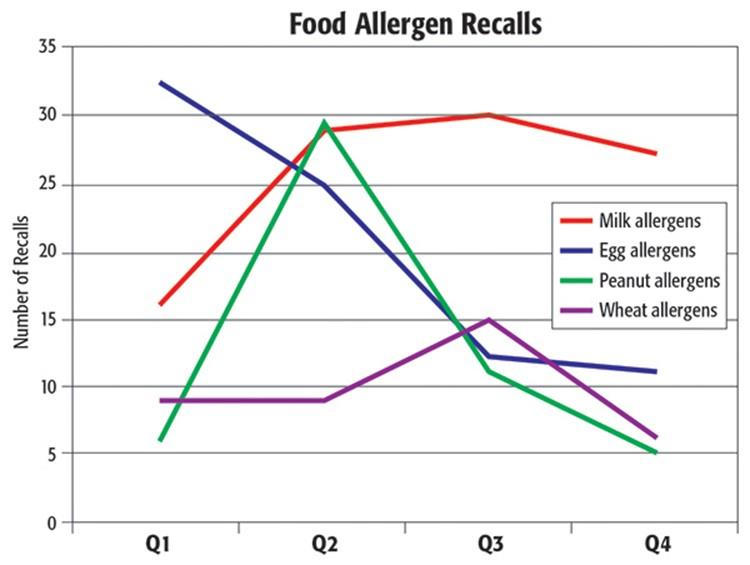 Food Allergen Recalls
35
30
25
20
15
10
5
0
Number of Recalls
Milk allergens
Egg allergens
Peanut allergens
Wheat allergens
Q1 Q2 Q3 Q4